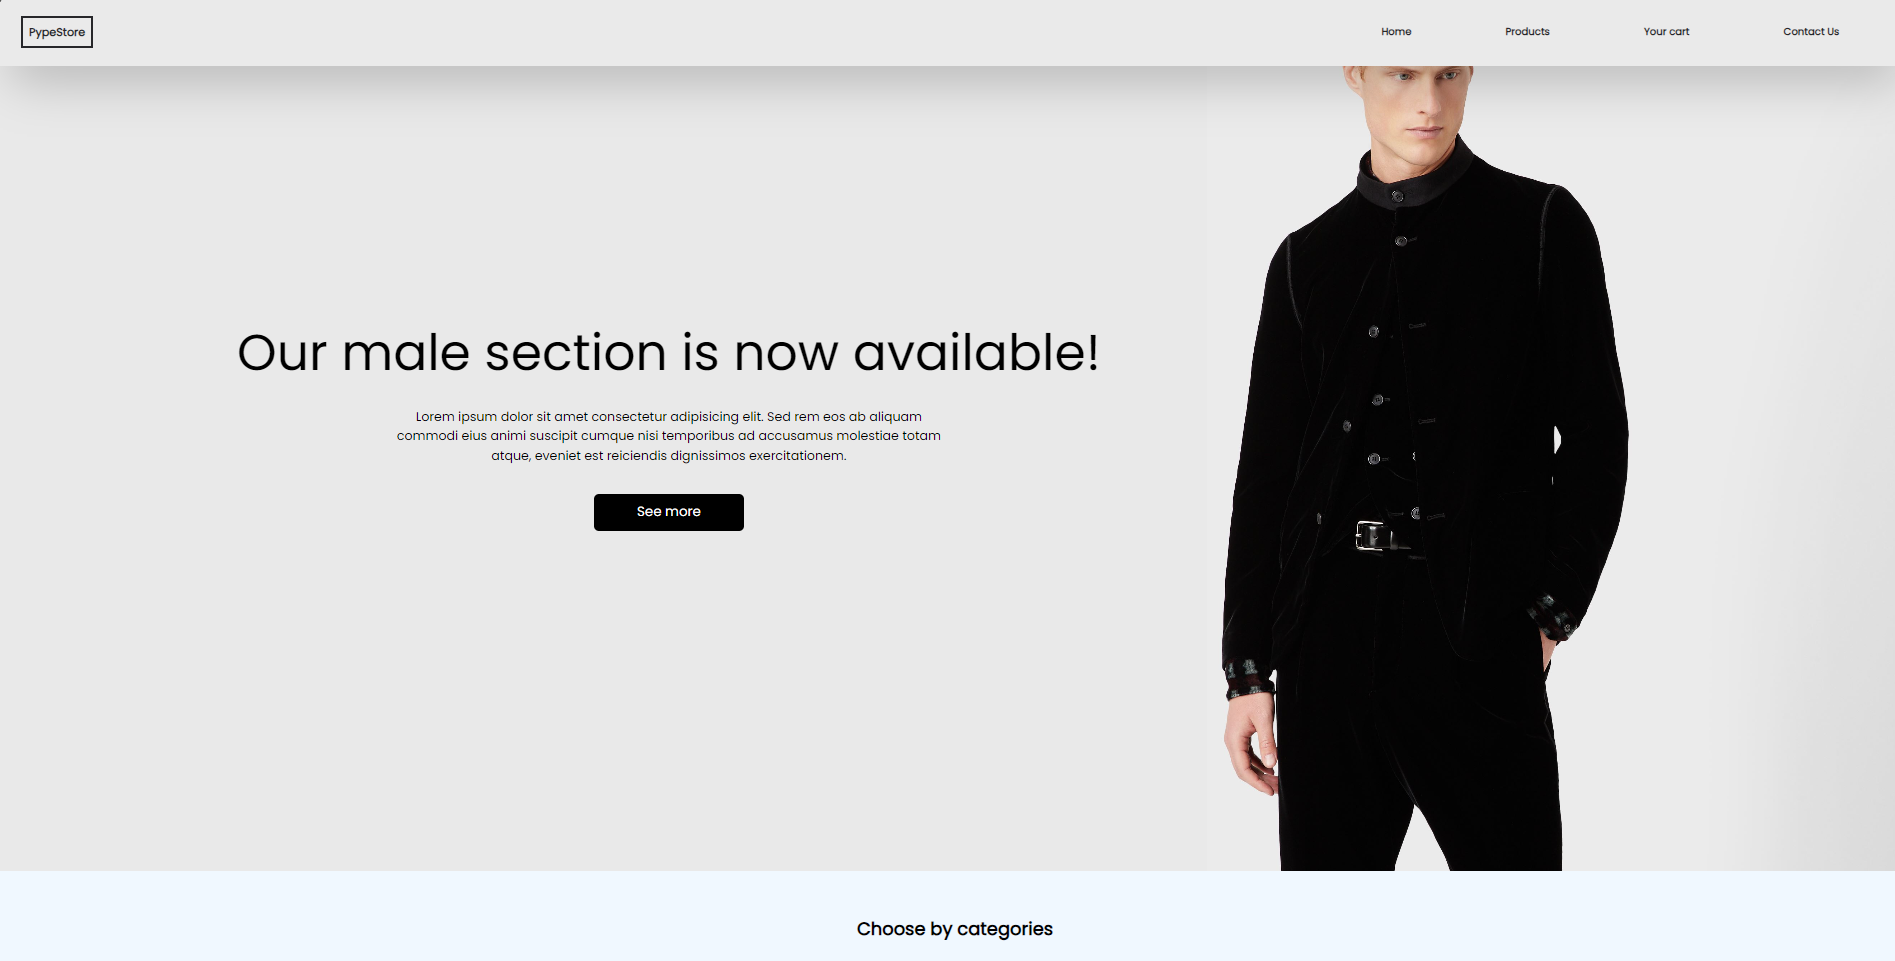 PypeStore
Home
Products
Your cart
Contact Us
Our male section is now available!
Lorem ipsum dolor sit amet consectetur adipisicing elit. Sed rem eos ab aliquam
commodi eius animi suscipit cumque nisi temporibus ad accusamus molestiae totam
atque, eveniet est reiciendis dignissimos exercitationem.
See more
Choose by categories